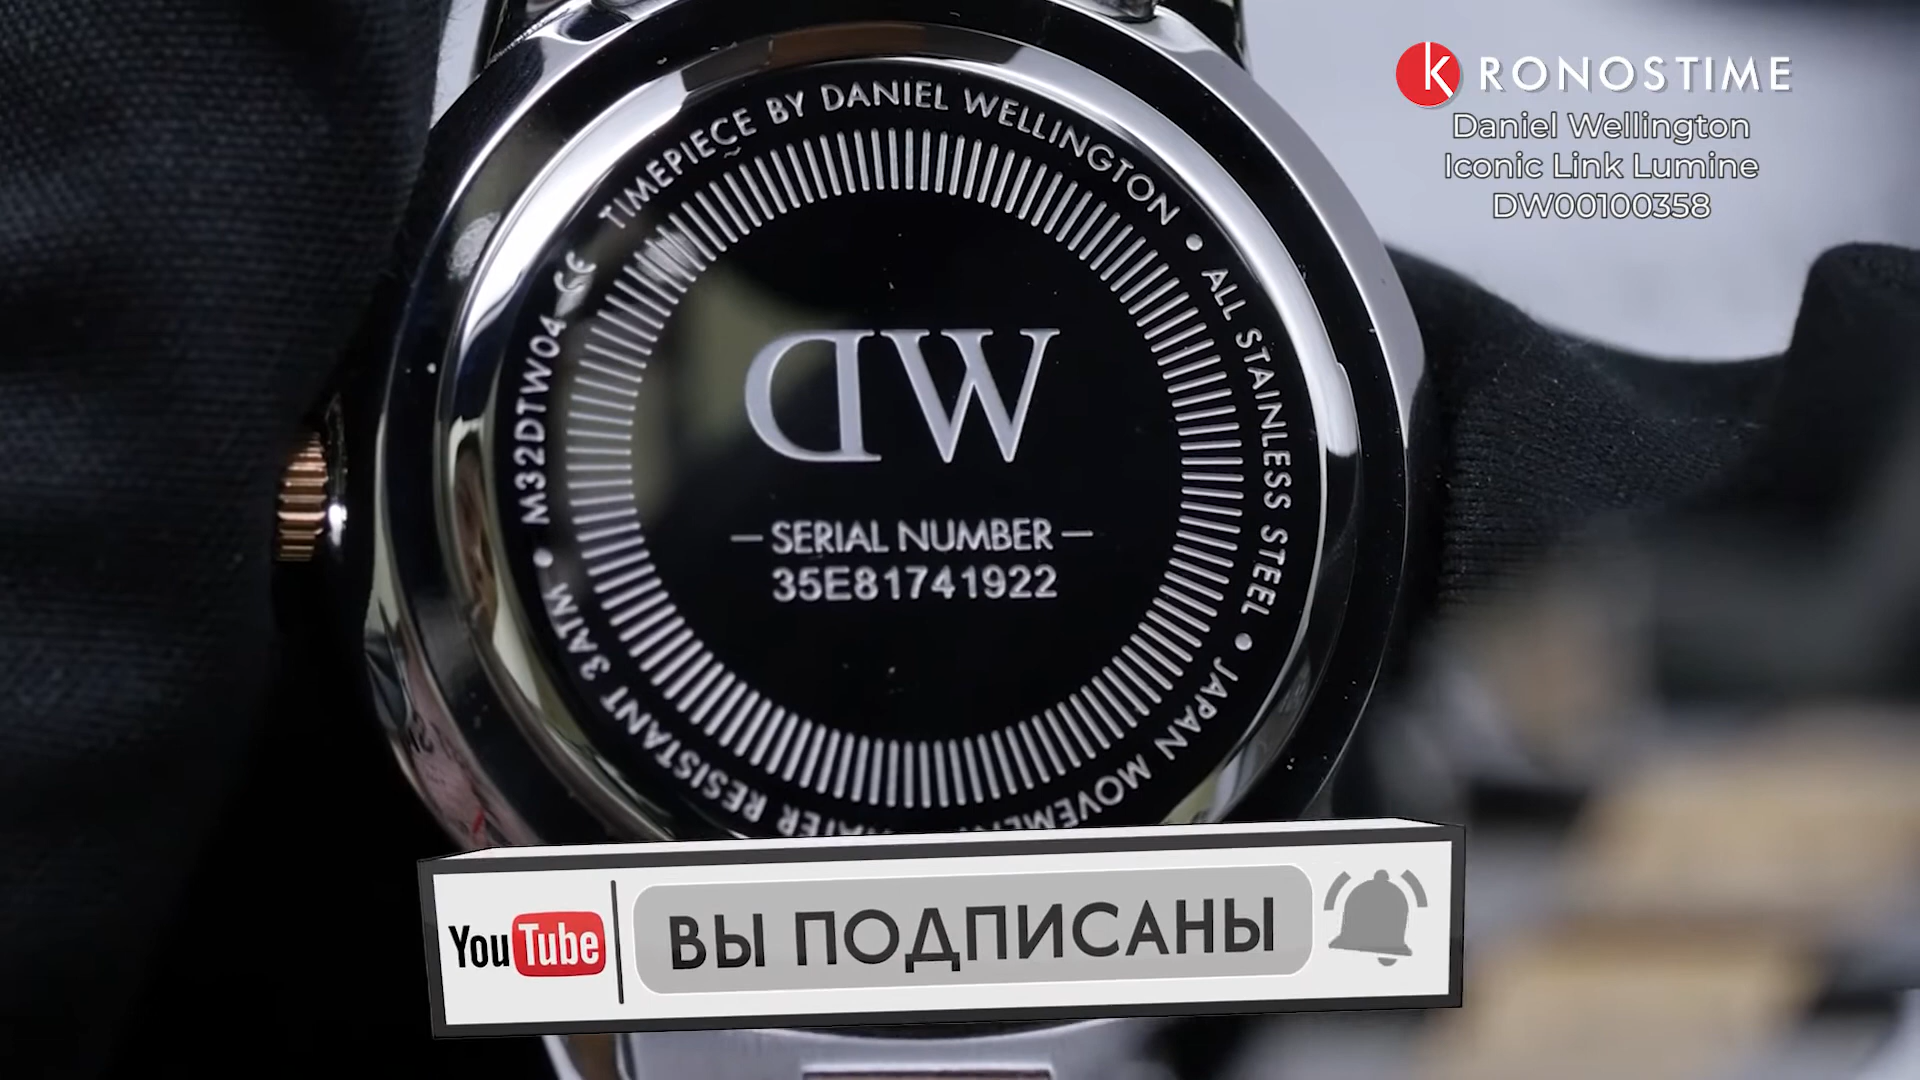 KRONOSTIME
Daniel Wellington
Iconic Link Lumine
DW00100358
TIMEPIECE BY DANIEL WELLINGTON • ALL STAINLESS STEEL • JAPAN MOVEMENT
WATER RESISTANT 3ATM • M32DTW04 CE
DW
SERIAL NUMBER
35E81741922
YouTube
ВЫ ПОДПИСАНЫ